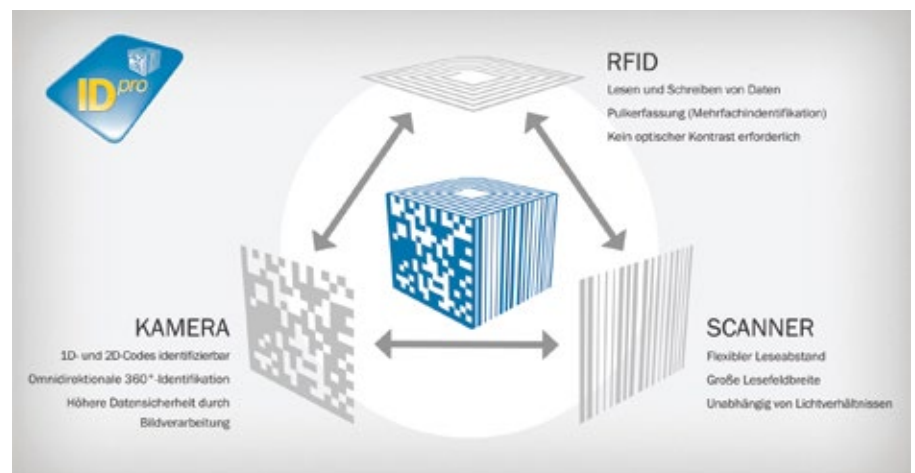 IDpro
RFID
Lesen und Schreiben von Daten
Pulkerfassung (Mehrfachindentifikation)
Kein optischer Kontrast erforderlich
KAMERA
1D- und 2D-Codes identifizierbar
Omnidirektionale 360°-Identifikation
Höhere Datensicherheit durch
Bildverarbeitung
SCANNER
Flexibler Leseabstand
Große Lesefeldbreite
Unabhängig von Lichtverhältnissen